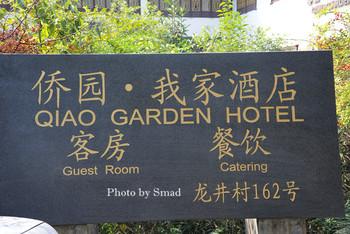 侨园·我家酒店
QIAO GARDEN HOTEL
客房 餐饮
Guest Room Catering
Photo by Smad
龙井村162号